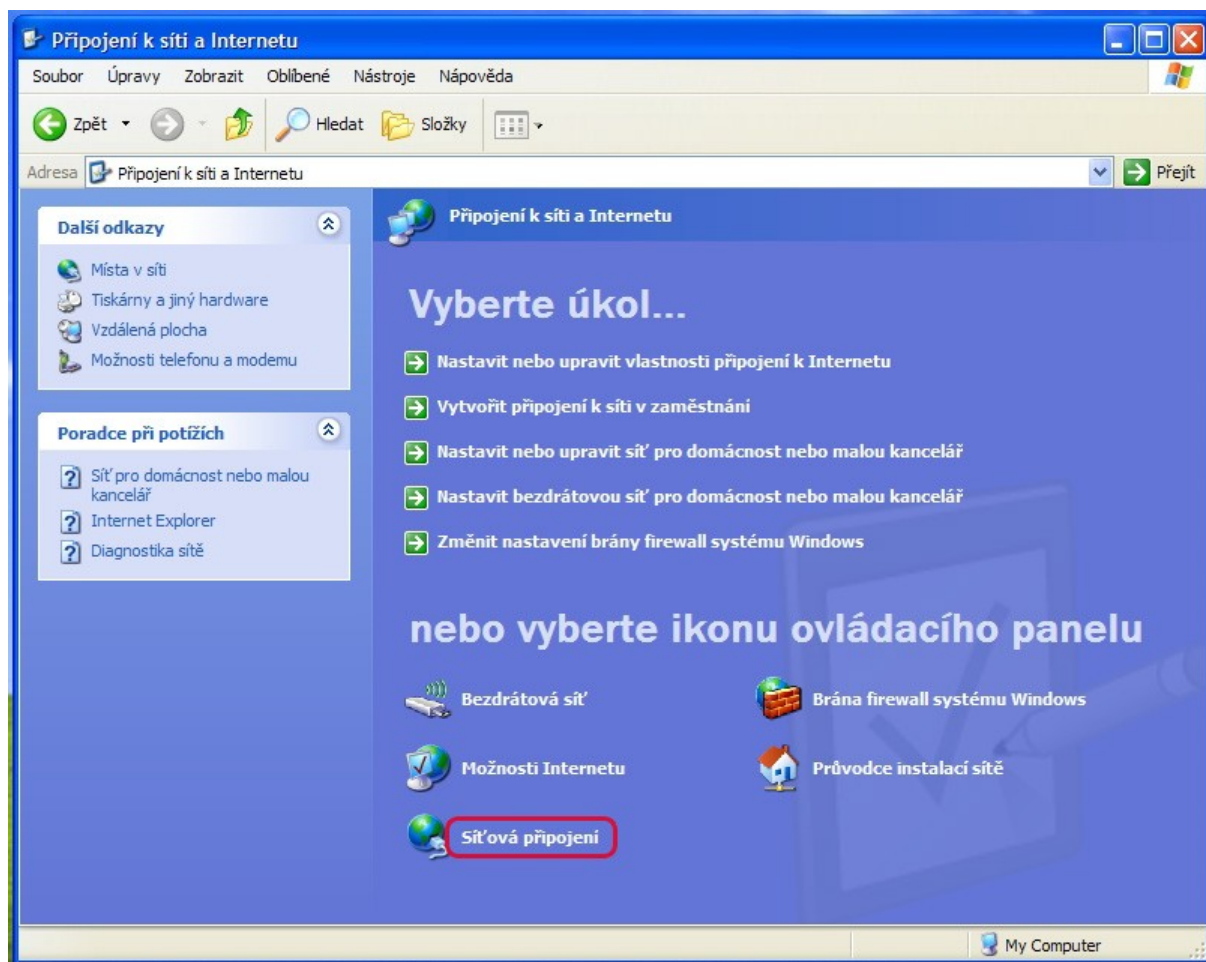 Připojení k síti a Internetu
Soubor Úpravy Zobrazit Oblíbené Nástroje Nápověda
Zpět Hledat Složky
Adresa Připojení k síti a Internetu Přejít
Další odkazy
Místa v síti
Tiskárny a jiný hardware
Vzdálená plocha
Možnosti telefonu a modemu
Poradce při potížích
Síť pro domácnost nebo malou
kancelář
Internet Explorer
Diagnostika sítě
Připojení k síti a Internetu
Vyberte úkol...
Nastavit nebo upravit vlastnosti připojení k Internetu
Vytvořit připojení k síti v zaměstnání
Nastavit nebo upravit síť pro domácnost nebo malou kancelář
Nastavit bezdrátovou síť pro domácnost nebo malou kancelář
Změnit nastavení brány firewall systému Windows
nebo vyberte ikonu ovládacího panelu
Bezdrátová síť Brána firewall systému Windows
Možnosti Internetu Průvodce instalací sítě
Síťová připojení
My Computer